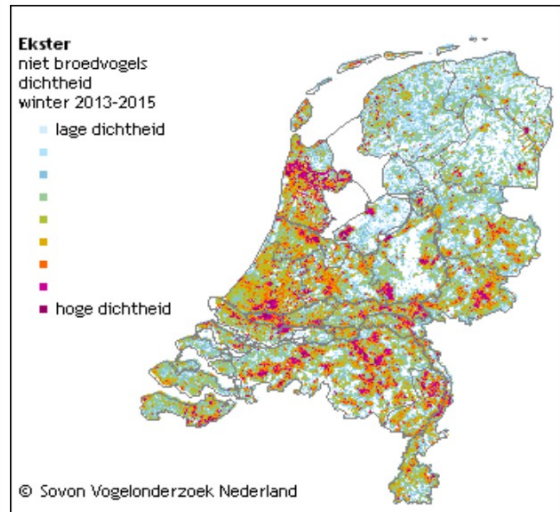 Ekster
niet broedvogels
dichtheid
winter 2013-2015
lage dichtheid
hoge dichtheid
© Sovon Vogelonderzoek Nederland